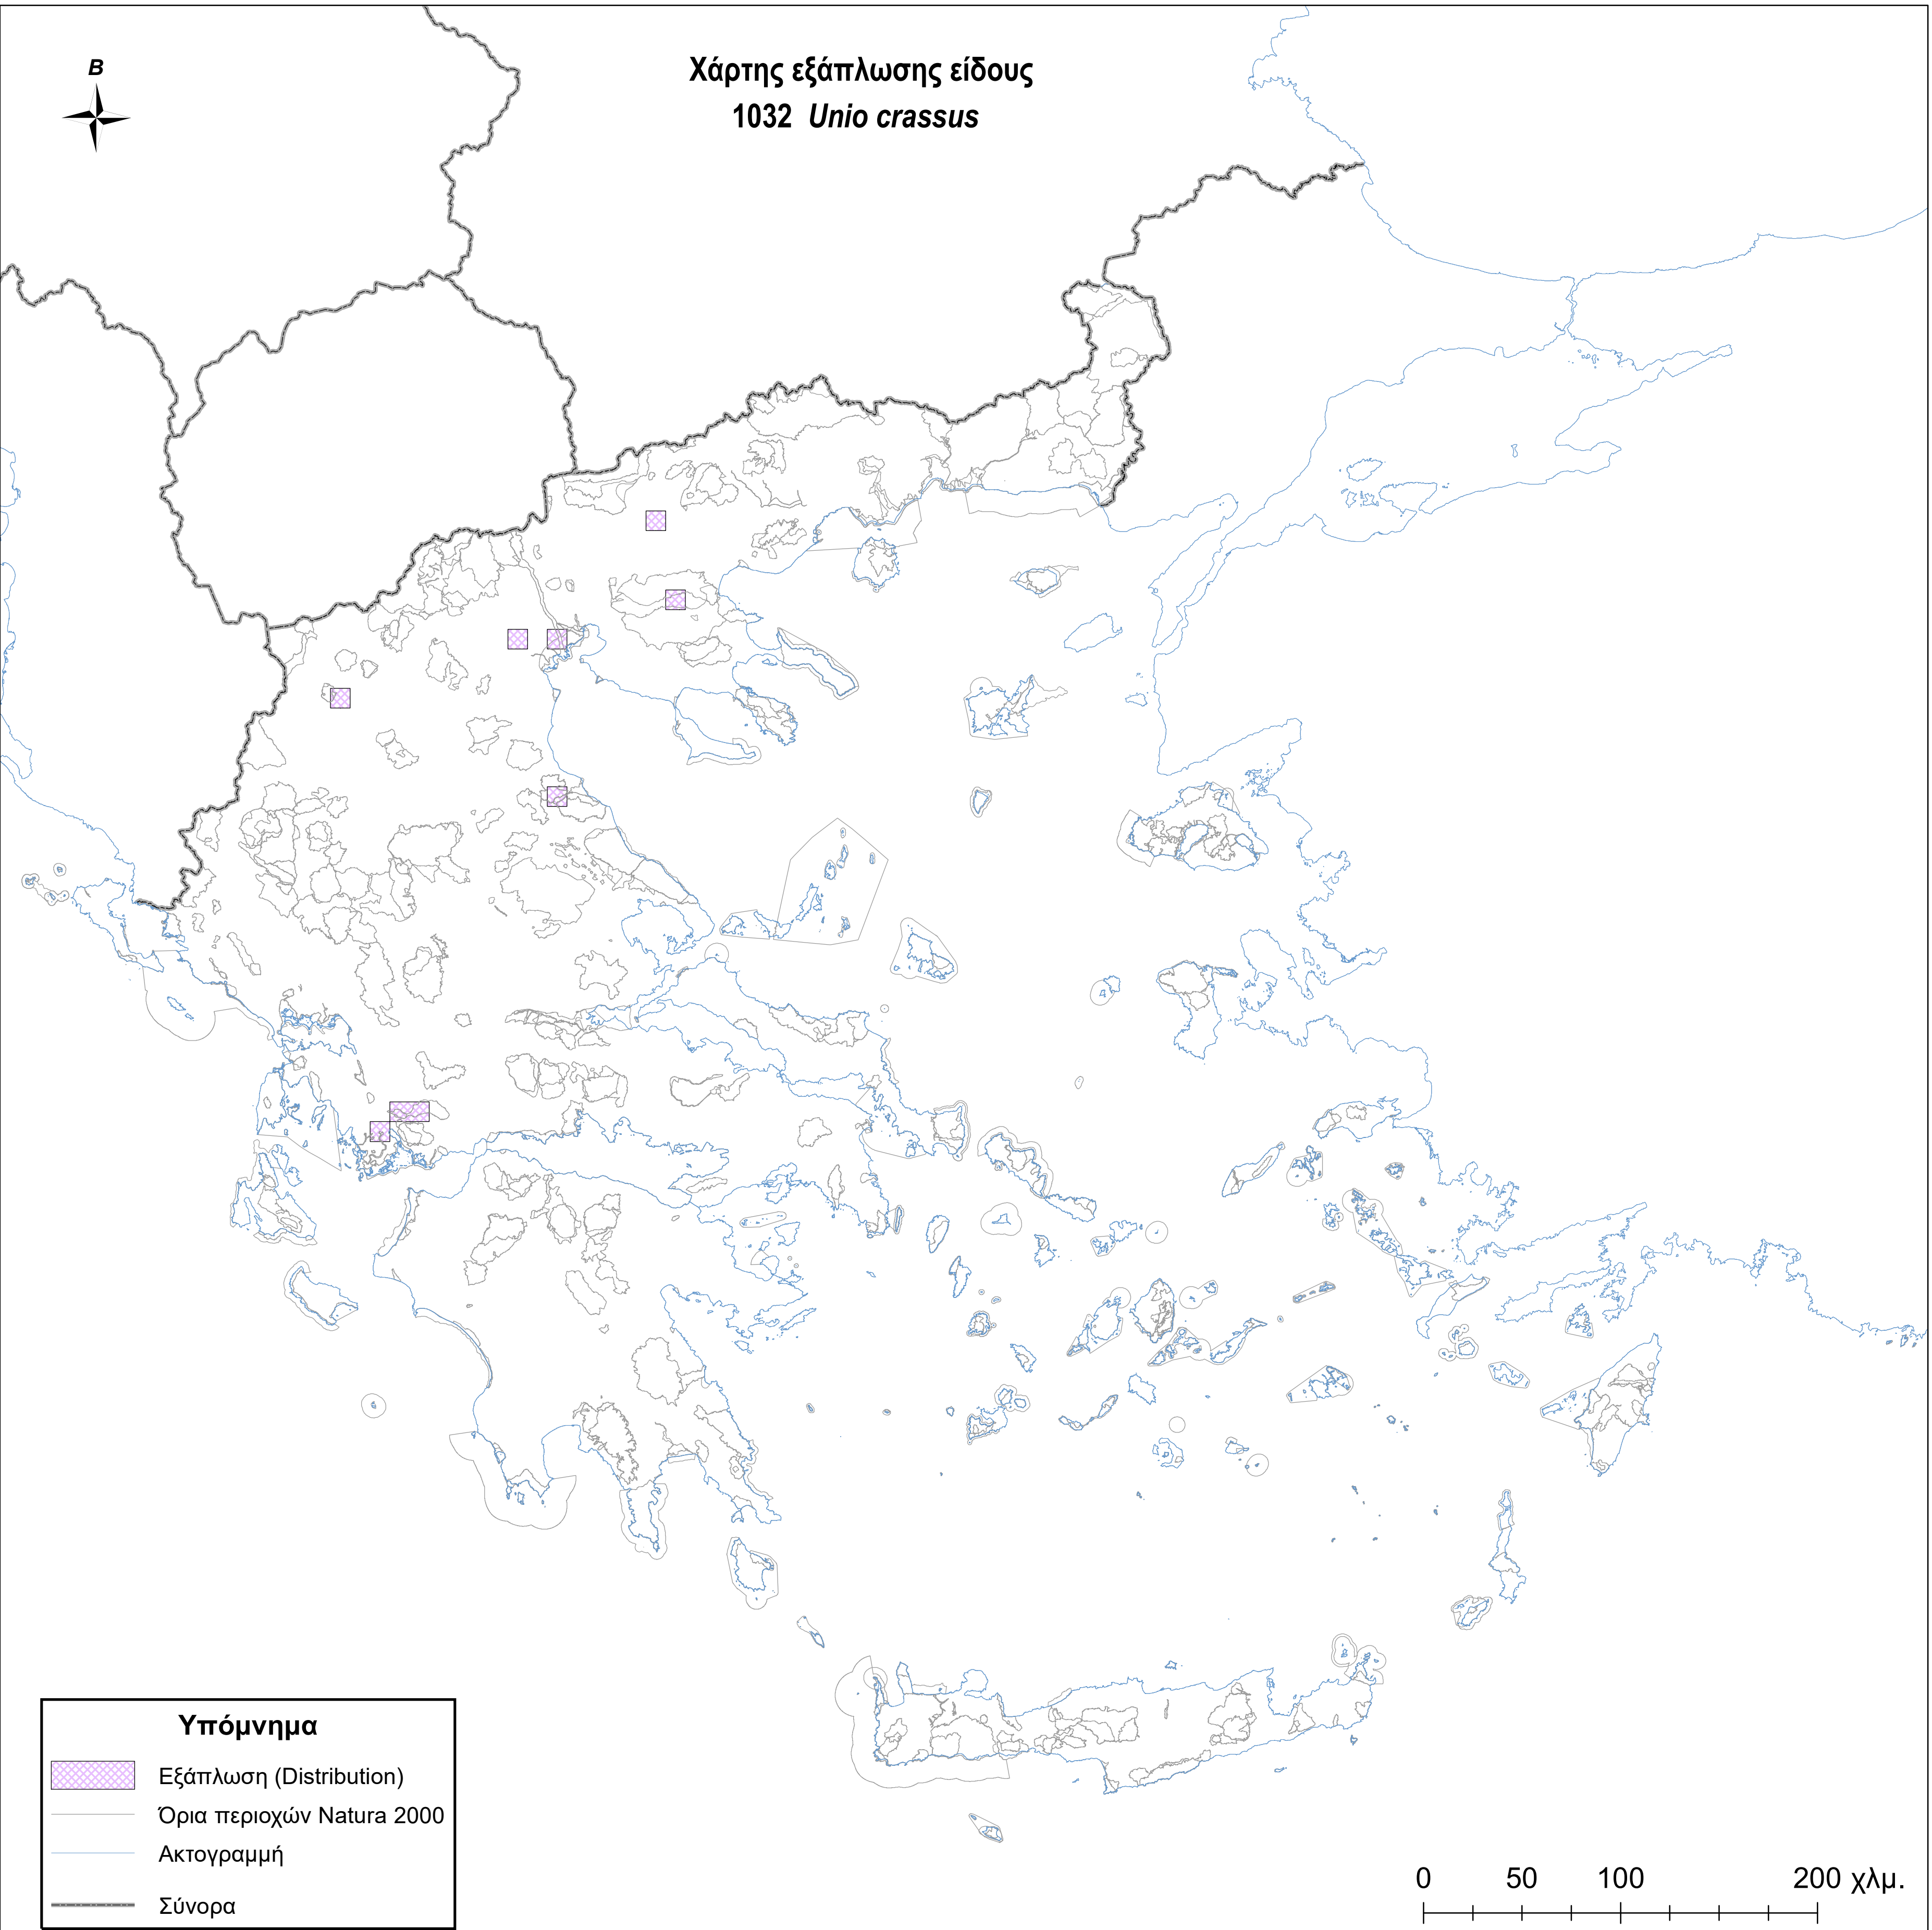 Β
Χάρτης εξάπλωσης είδους
1032 Unio crassus
Υπόμνημα
Εξάπλωση (Distribution)
Όρια περιοχών Natura 2000
Ακτογραμμή
Σύνορα
0 50 100 200 χλμ.